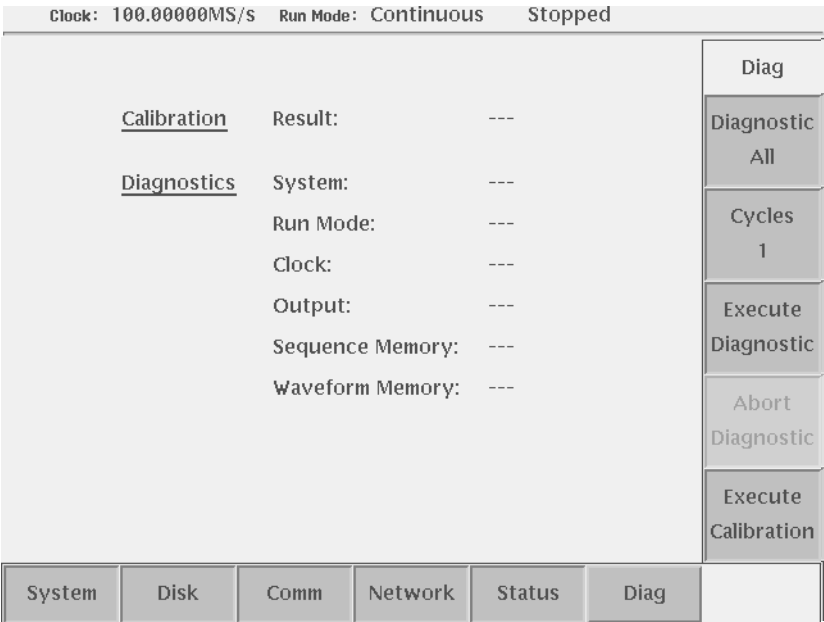 Clock: 100.00000MS/s Run Mode: Continuous Stopped
Calibration Result: ---
Diagnostics System: ---
Run Mode: ---
Clock: ---
Output: ---
Sequence Memory: ---
Waveform Memory: ---
Diag
Diagnostic
All
Cycles
1
Execute
Diagnostic
Abort
Diagnostic
Execute
Calibration
System Disk Comm Network Status Diag